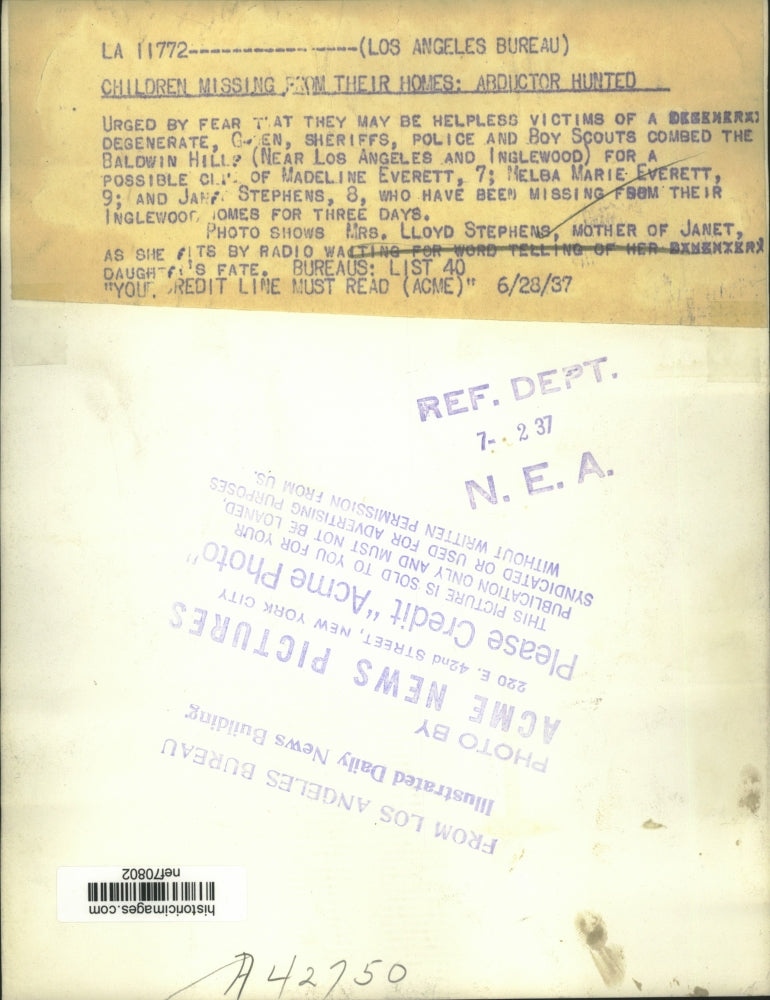 LA 11772-----------------(LOS ANGELES BUREAU)
CHILDREN MISSING FROM THEIR HOMES: ABDUCTOR HUNTED
URGED BY FEAR T AT THEY MAY BE HELPLESS VICTIMS OF A
DEGENERATE, G EN, SHERIFFS, POLICE AND BOY SCOUTS COMBED THE
BALDWIN HILLS (NEAR LOS ANGELES AND INGLEWOOD) FOR A
POSSIBLE OF MADELINE EVERETT, 7; MELBA MARIE EVERETT,
9; AND JANE STEPHENS, 8, WHO HAVE BEEN MISSING FROM THEIR
INGLEWOOD OMES FOR THREE DAYS.
PHOTO SHOWS MRS. LLOYD STEPHENS, MOTHER OF JANET,
AS SHE ITS BY RADIO WAITING FOR WORD TELLING OF HER
DAUGHTER'S FATE. BUREAUS: LIST 40
"YOUR REDIT LINE MUST READ (ACME)" 6/28/37
REF. DEPT.
7- 2 37
N. E. A.
FROM LOS ANGELES BUREAU
Illustrated Daily News Building
PHOTO BY
ACME NEWS PICTURES
220 E. 42nd STREET, NEW YORK CITY
Please Credit "Acme Photo"
THIS PICTURE IS SOLD TO YOU FOR YOUR
PUBLICATION ONLY AND MUST NOT BE LOANED,
SYNDICATED OR USED FOR ADVERTISING PURPOSES
WITHOUT WRITTEN PERMISSION FROM US.
historicimages.com
nef70802
A42750